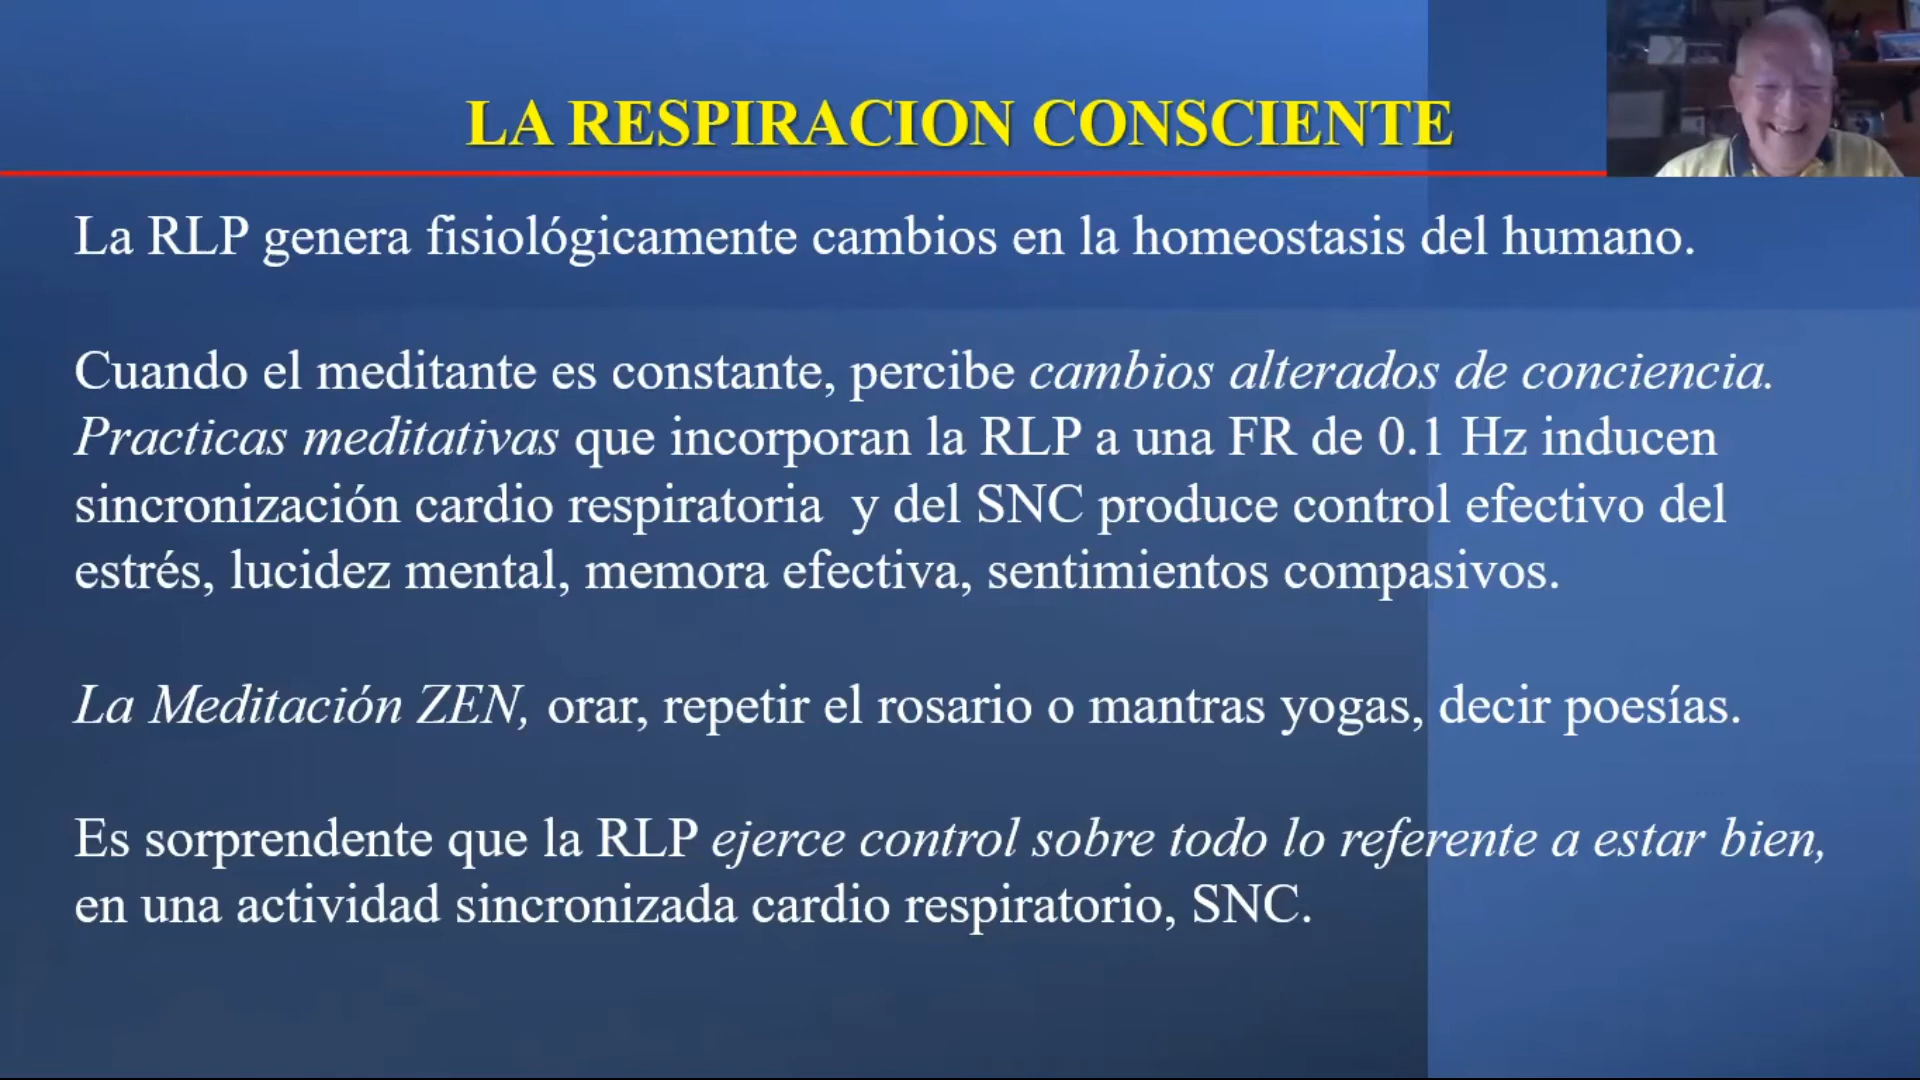 LA RESPIRACION CONSCIENTE
La RLP genera fisiológicamente cambios en la homeostasis del humano.
Cuando el meditante es constante, percibe cambios alterados de conciencia.
Practicas meditativas que incorporan la RLP a una FR de 0.1 Hz inducen
sincronización cardio respiratoria y del SNC produce control efectivo del
estrés, lucidez mental, memora efectiva, sentimientos compasivos.
La Meditación ZEN, orar, repetir el rosario o mantras yogas, decir poesías.
Es sorprendente que la RLP ejerce control sobre todo lo referente a estar bien,
en una actividad sincronizada cardio respiratorio, SNC.